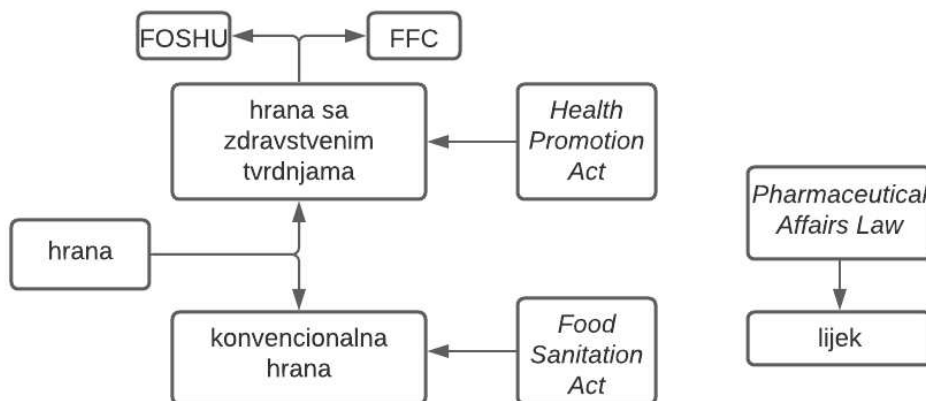 FOSHU
FFC
hrana sa
zdravstvenim
tvrdnjama
Health
Promotion
Act
Pharmaceutical
Affairs Law
hrana
konvencionalna
hrana
Food
Sanitation
Act
lijek